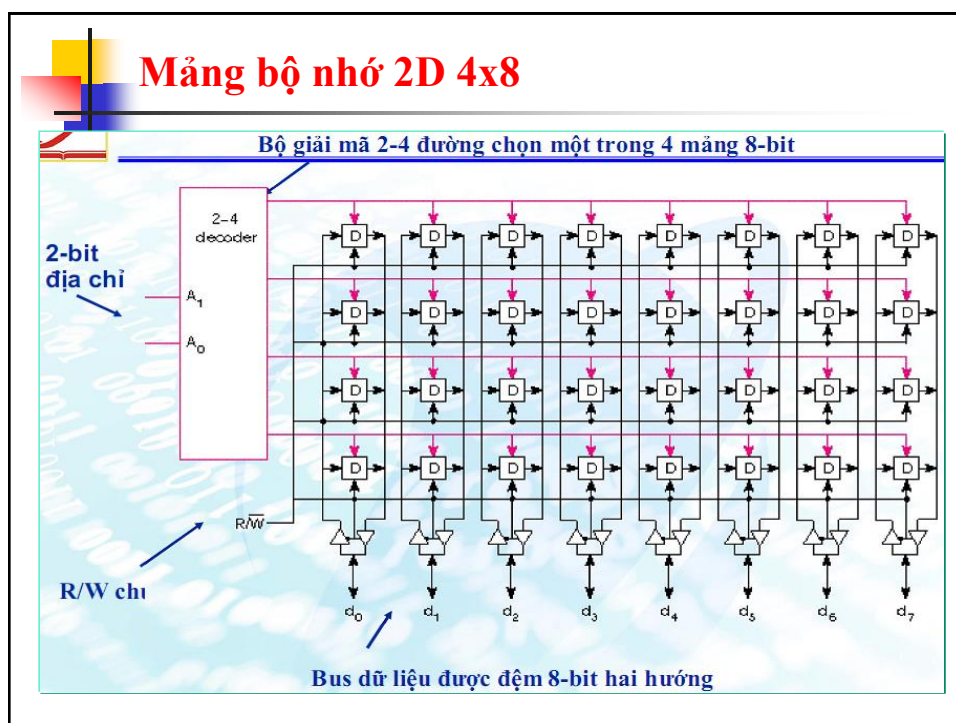 Mảng bộ nhớ 2D 4x8
Bộ giải mã 2-4 đường chọn một trong 4 mảng 8-bit
2-4
decoder
2-bit
địa chỉ
A1
A0
D D D D D D D D
D D D D D D D D
D D D D D D D D
D D D D D D D D
R/W̅
R/W chu
d0 d1 d2 d3 d4 d5 d6 d7
Bus dữ liệu được đệm 8-bit hai hướng